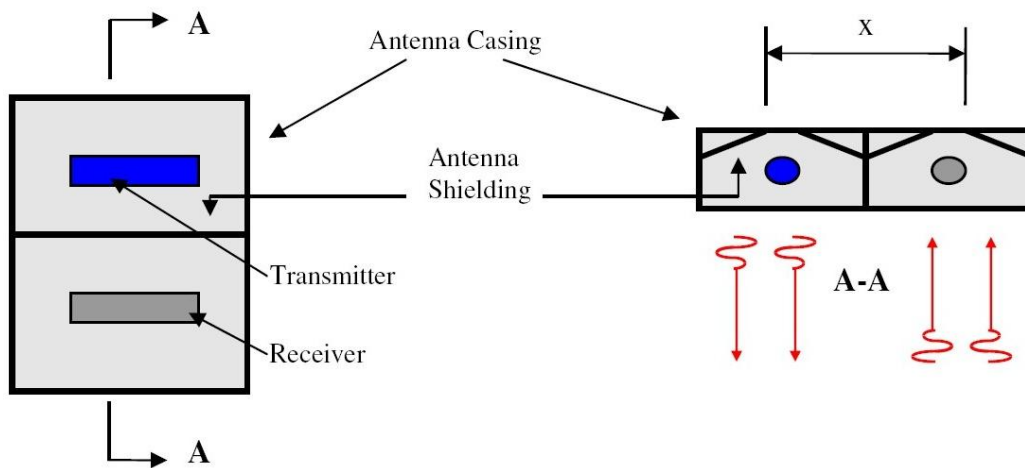 A
Antenna Casing
x
Antenna
Shielding
Transmitter
A-A
Receiver
A